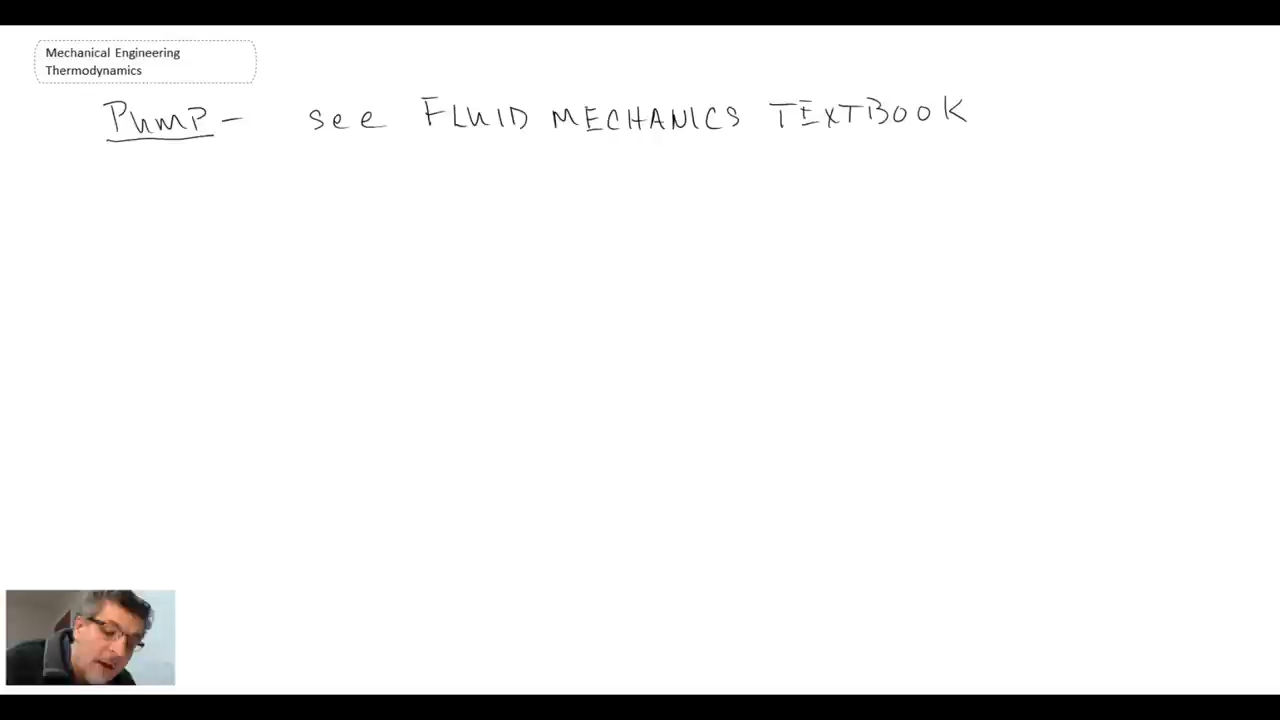 Mechanical Engineering
Thermodynamics
Pump - see FLUID MECHANICS TEXTBOOK